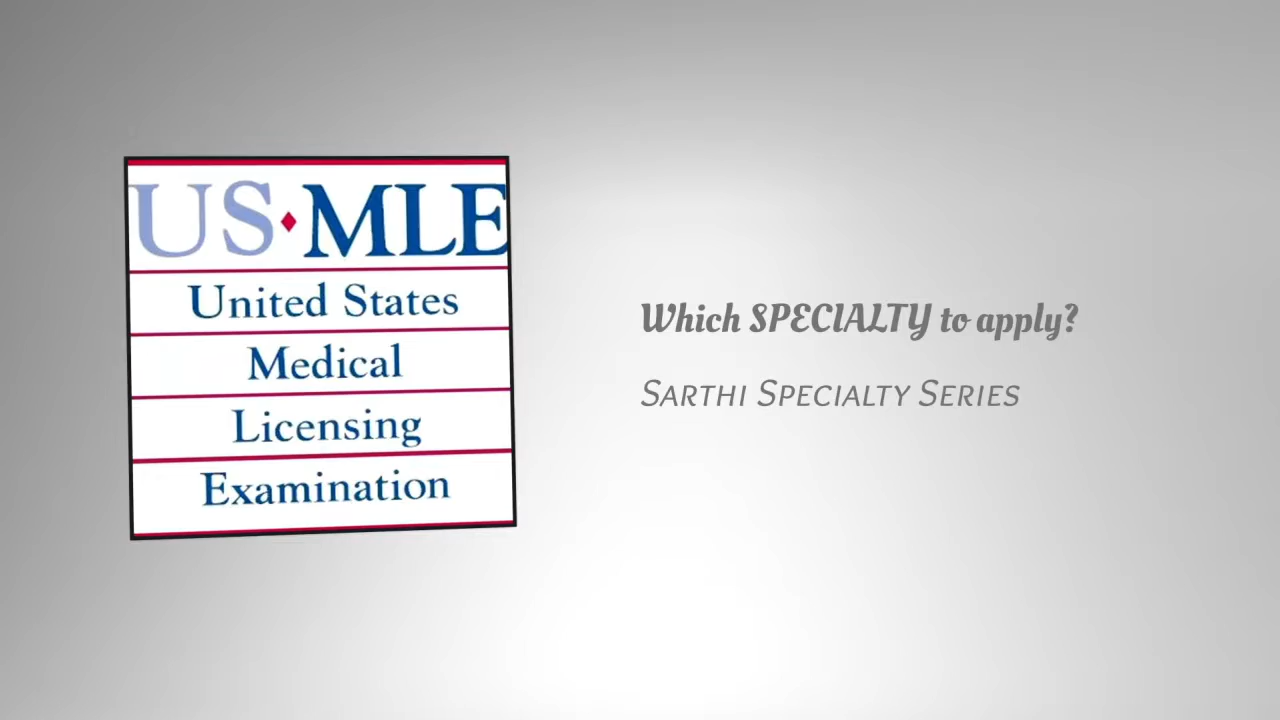 US♦MLE
United States
Medical
Licensing
Examination
Which SPECIALTY to apply?
SARTHI SPECIALTY SERIES